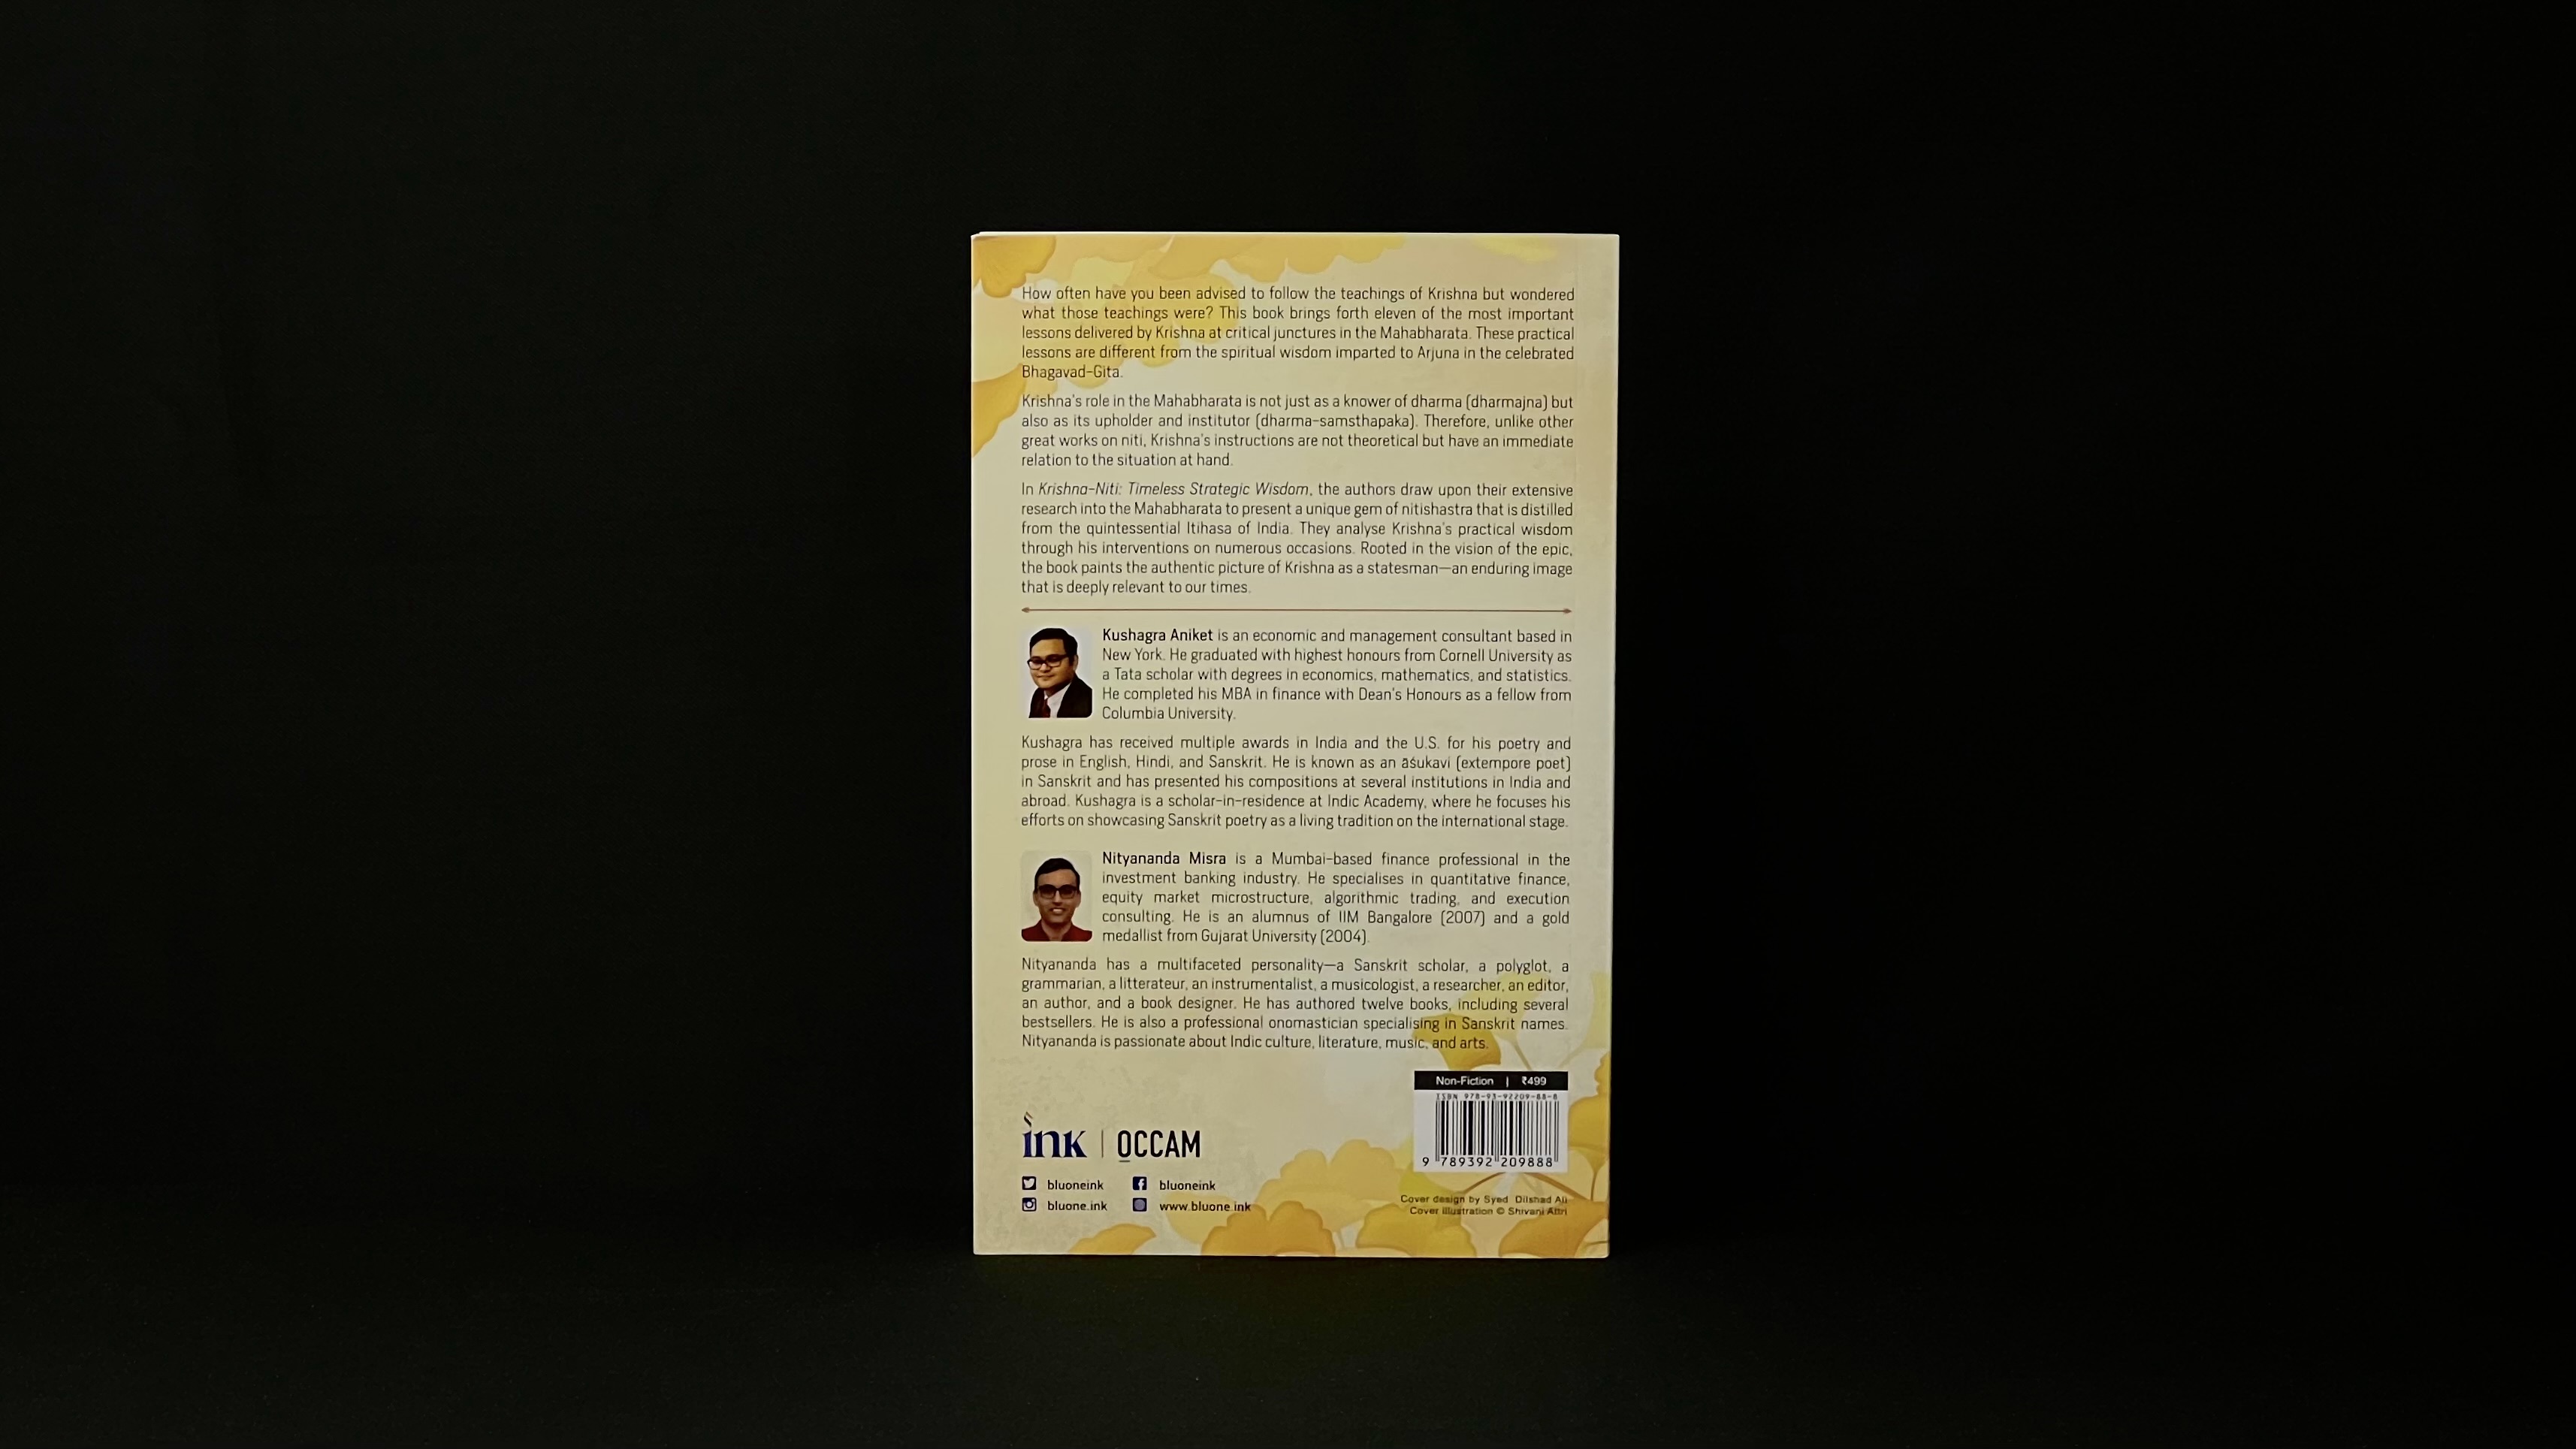 How often have you been advised to follow the teachings of Krishna but wondered
what those teachings were? This book brings forth eleven of the most important
lessons delivered by Krishna at critical junctures in the Mahabharata. These practical
lessons are different from the spiritual wisdom imparted to Arjuna in the celebrated
Bhagavad-Gita.
Krishna's role in the Mahabharata is not just as a knower of dharma (dharmajna) but
also as its upholder and institutor (dharma-samsthapaka). Therefore, unlike other
great works on niti, Krishna's instructions are not theoretical but have an immediate
relation to the situation at hand.
In Krishna-Niti: Timeless Strategic Wisdom, the authors draw upon their extensive
research into the Mahabharata to present a unique gem of nitishastra that is distilled
from the quintessential Itihasa of India. They analyse Krishna's practical wisdom
through his interventions on numerous occasions. Rooted in the vision of the epic,
the book paints the authentic picture of Krishna as a statesman—an enduring image
that is deeply relevant to our times.
Kushagra Aniket is an economic and management consultant based in
New York. He graduated with highest honours from Cornell University as
a Tata scholar with degrees in economics, mathematics, and statistics.
He completed his MBA in finance with Dean's Honours as a fellow from
Columbia University.
Kushagra has received multiple awards in India and the U.S. for his poetry and
prose in English, Hindi, and Sanskrit. He is known as an āśukavi (extempore poet)
in Sanskrit and has presented his compositions at several institutions in India and
abroad. Kushagra is a scholar-in-residence at Indic Academy, where he focuses his
efforts on showcasing Sanskrit poetry as a living tradition on the international stage.
Nityananda Misra is a Mumbai-based finance professional in the
investment banking industry. He specialises in quantitative finance,
equity market microstructure, algorithmic trading, and execution
consulting. He is an alumnus of IIM Bangalore (2007) and a gold
medallist from Gujarat University (2004).
Nityananda has a multifaceted personality—a Sanskrit scholar, a polyglot, a
grammarian, a litterateur, an instrumentalist, a musicologist, a researcher, an editor,
an author, and a book designer. He has authored twelve books, including several
bestsellers. He is also a professional onomastician specialising in Sanskrit names.
Nityananda is passionate about Indic culture, literature, music, and arts.
Non-Fiction | ₹499
ISBN 978-93-92209-88-8
9 789392 209888
ink | OCCAM
bluoneink bluoneink
bluone.ink www.bluone.ink
Cover design by Syed Dilshad Ali
Cover illustration © Shivani Attri